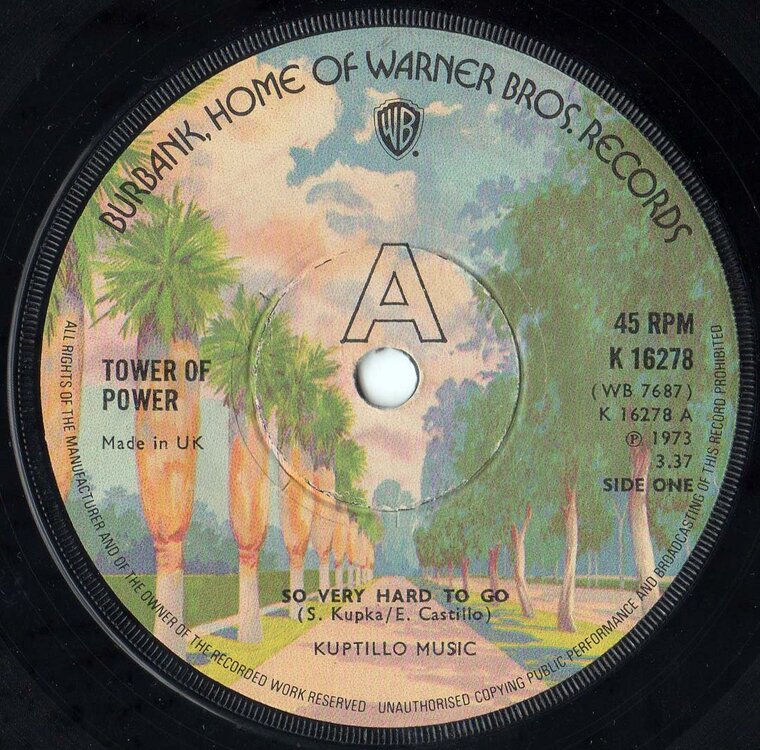 BURBANK, HOME OF WARNER BROS. RECORDS
WB
A
45 RPM
K 16278
(WB 7687)
K 16278 A
Ⓟ 1973
3.37
SIDE ONE
TOWER OF
POWER
Made in UK
SO VERY HARD TO GO
(S. Kupka/E. Castillo)
KUPTILLO MUSIC
ALL RIGHTS OF THE MANUFACTURER AND OF THE OWNER OF THE RECORDED WORK RESERVED · UNAUTHORISED COPYING PUBLIC PERFORMANCE AND BROADCASTING OF THIS RECORD PROHIBITED